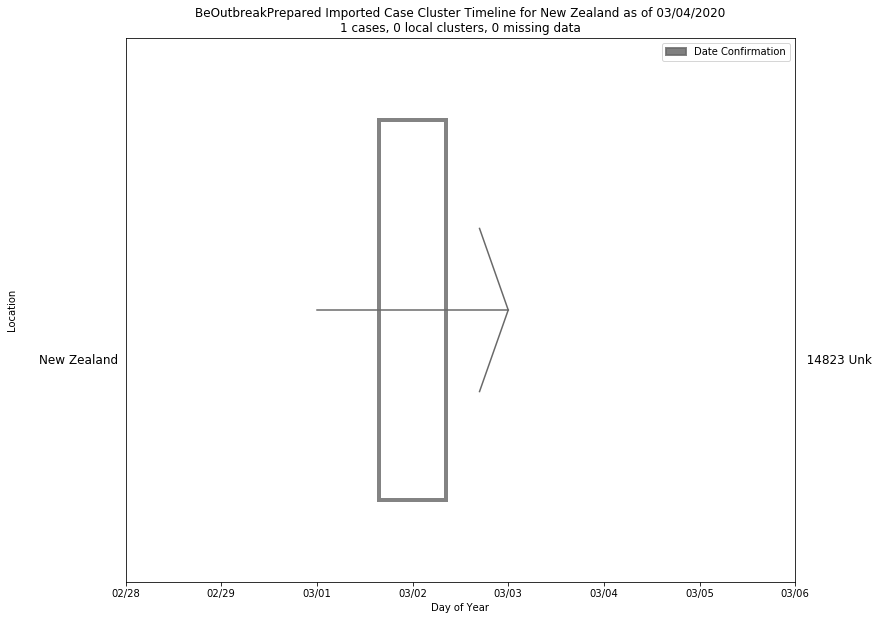 BeOutbreakPrepared Imported Case Cluster Timeline for New Zealand as of 03/04/2020
1 cases, 0 local clusters, 0 missing data
Date Confirmation
Location
New Zealand
14823 Unk
02/28 02/29 03/01 03/02 03/03 03/04 03/05 03/06
Day of Year